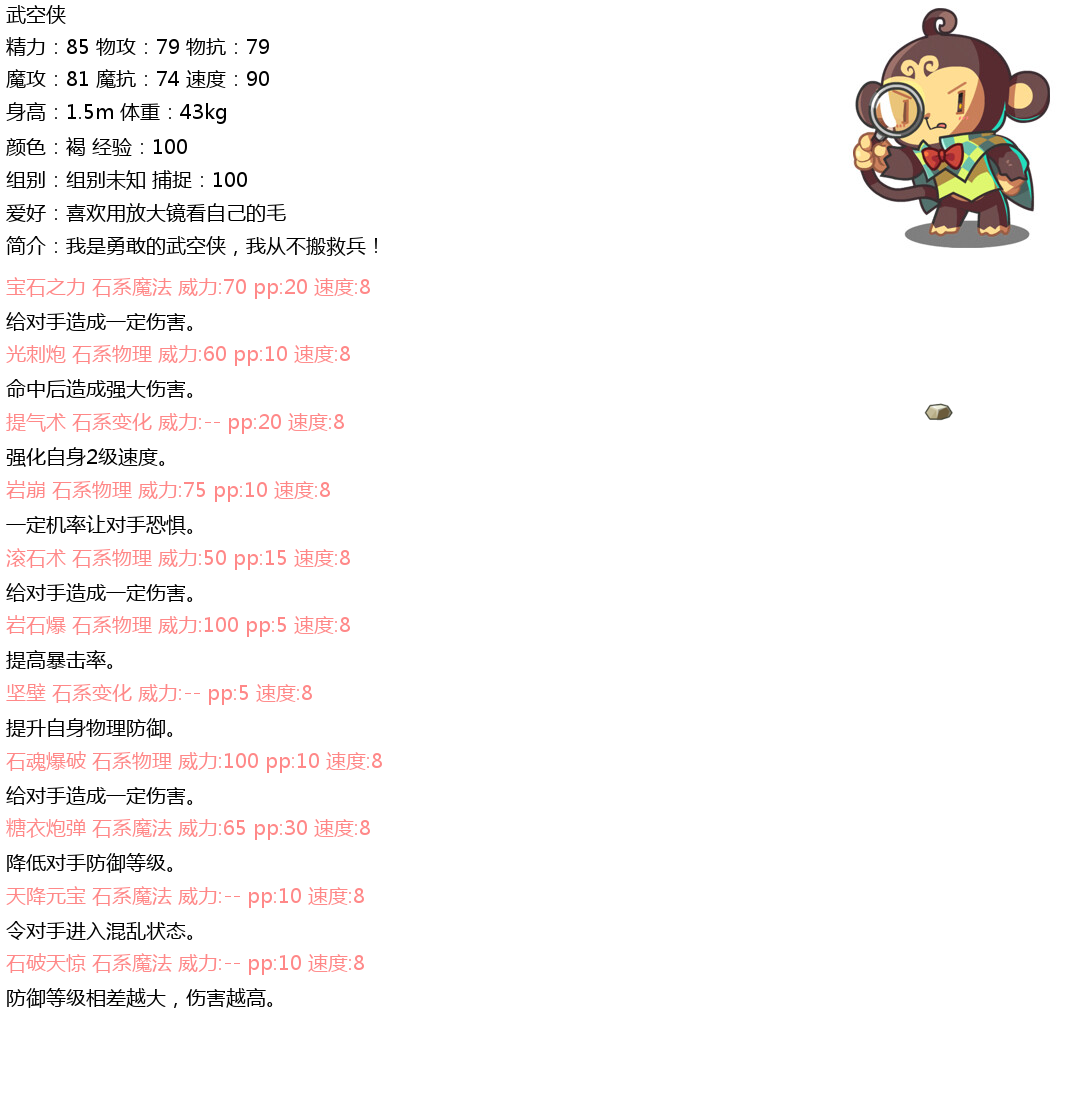 武空侠
精力：85 物攻：79 物抗：79
魔攻：81 魔抗：74 速度：90
身高：1.5m 体重：43kg
颜色：褐 经验：100
组别：组别未知 捕捉：100
爱好：喜欢用放大镜看自己的毛
简介：我是勇敢的武空侠，我从不搬救兵！
宝石之力 石系魔法 威力:70 pp:20 速度:8
给对手造成一定伤害。
光刺炮 石系物理 威力:60 pp:10 速度:8
命中后造成强大伤害。
提气术 石系变化 威力:-- pp:20 速度:8
强化自身2级速度。
岩崩 石系物理 威力:75 pp:10 速度:8
一定机率让对手恐惧。
滚石术 石系物理 威力:50 pp:15 速度:8
给对手造成一定伤害。
岩石爆 石系物理 威力:100 pp:5 速度:8
提高暴击率。
坚壁 石系变化 威力:-- pp:5 速度:8
提升自身物理防御。
石魂爆破 石系物理 威力:100 pp:10 速度:8
给对手造成一定伤害。
糖衣炮弹 石系魔法 威力:65 pp:30 速度:8
降低对手防御等级。
天降元宝 石系魔法 威力:-- pp:10 速度:8
令对手进入混乱状态。
石破天惊 石系魔法 威力:-- pp:10 速度:8
防御等级相差越大，伤害越高。